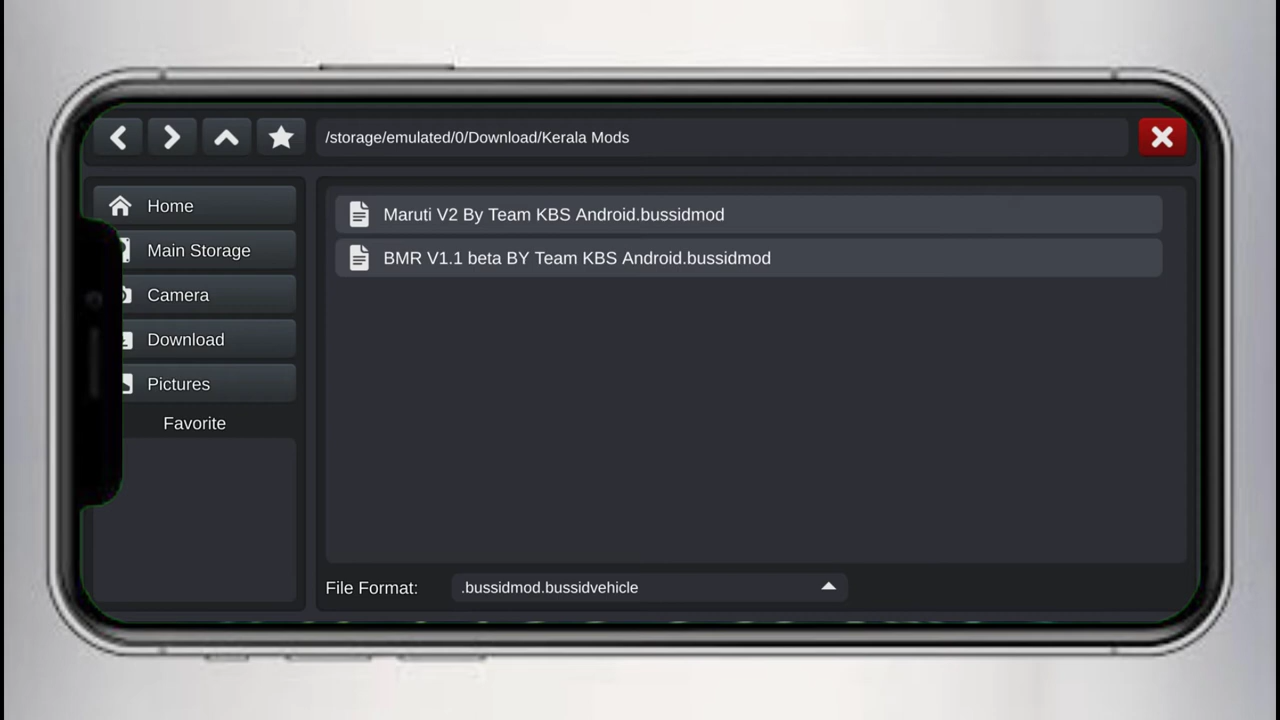 /storage/emulated/0/Download/Kerala Mods
Home
Main Storage
Camera
Download
Pictures
Favorite
Maruti V2 By Team KBS Android.bussidmod
BMR V1.1 beta BY Team KBS Android.bussidmod
File Format:
.bussidmod.bussidvehicle